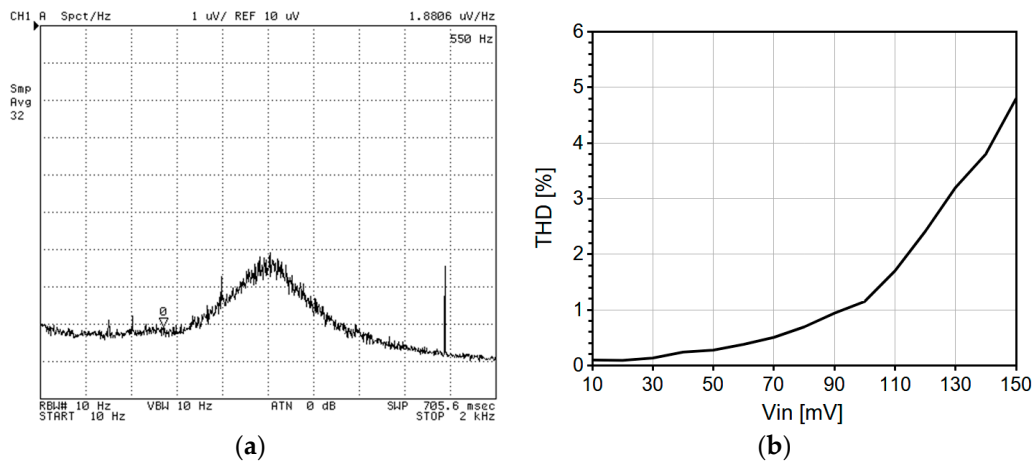 CH1 A Spct/Hz 1 uV/ REF 10 uV 1.8806 uV/Hz
550 Hz
Smp
Avg
32
0
RBW# 10 Hz VBW 10 Hz ATN 0 dB SWP 705.6 msec
START 10 Hz STOP 2 kHz
(a)
6
5
4
3
2
1
0
THD [%]
10 30 50 70 90 110 130 150
Vin [mV]
(b)